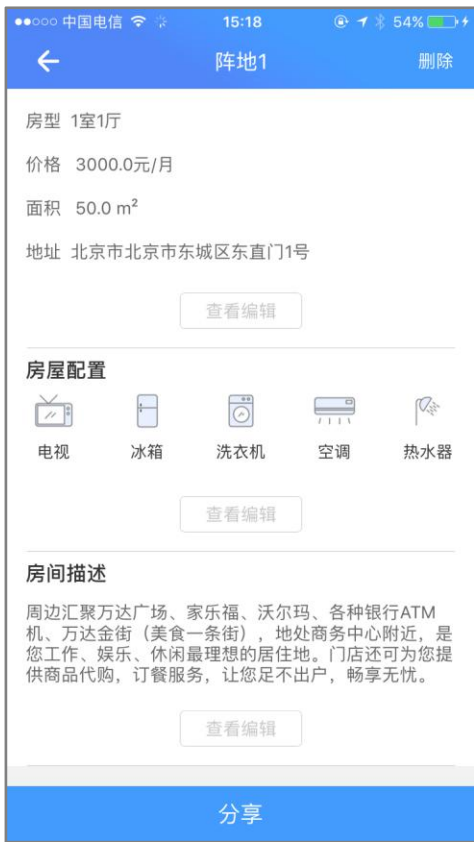 中国电信 15:18 54%
阵地1 删除
房型 1室1厅
价格 3000.0元/月
面积 50.0 m²
地址 北京市北京市东城区东直门1号
查看编辑
房屋配置
电视 冰箱 洗衣机 空调 热水器
查看编辑
房间描述
周边汇聚万达广场、家乐福、沃尔玛、各种银行ATM
机、万达金街（美食一条街），地处商务中心附近，是
您工作、娱乐、休闲最理想的居住地。门店还可为您提
供商品代购，订餐服务，让您足不出户，畅享无忧。
查看编辑
分享